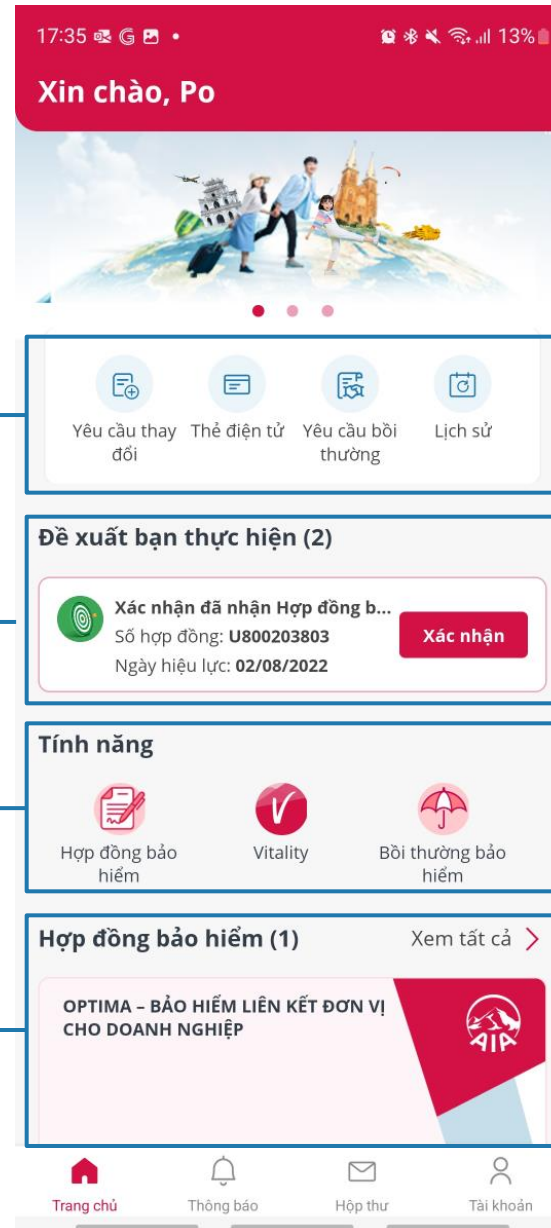 17:35 G 13%
Xin chào, Po
Yêu cầu thay
đổi
Thẻ điện tử
Yêu cầu bồi
thường
Lịch sử
Đề xuất bạn thực hiện (2)
Xác nhận đã nhận Hợp đồng b...
Số hợp đồng: U800203803
Ngày hiệu lực: 02/08/2022
Xác nhận
Tính năng
Hợp đồng bảo
hiểm
Vitality
Bồi thường bảo
hiểm
Hợp đồng bảo hiểm (1) Xem tất cả
OPTIMA – BẢO HIỂM LIÊN KẾT ĐƠN VỊ
CHO DOANH NGHIỆP
AIA
Trang chủ Thông báo Hộp thư Tài khoản